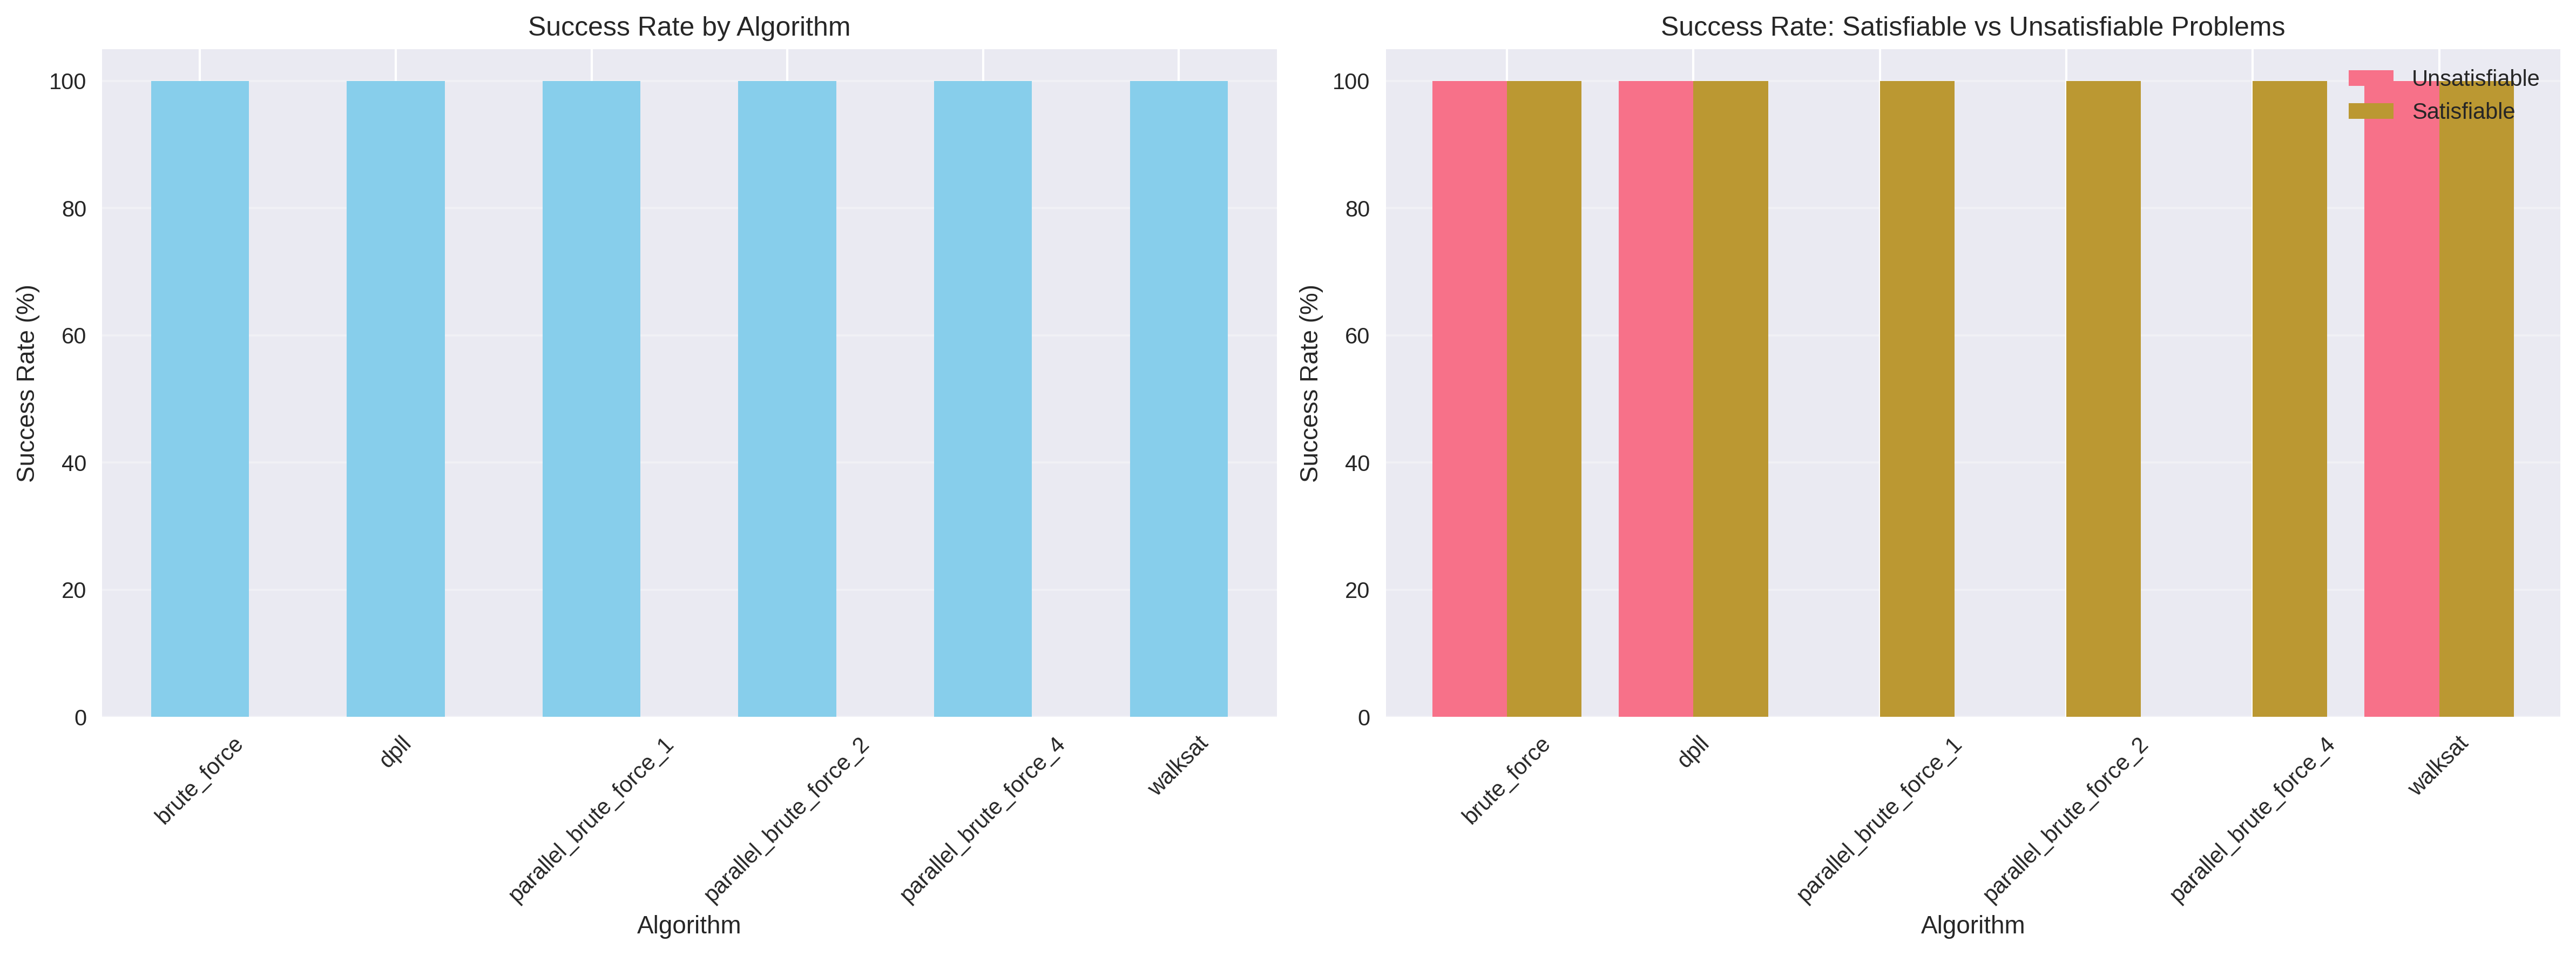 Success Rate by Algorithm
Success Rate (%)
100
80
60
40
20
0
brute_force
dpll
parallel_brute_force_1
parallel_brute_force_2
parallel_brute_force_4
walksat
Algorithm
Success Rate: Satisfiable vs Unsatisfiable Problems
Success Rate (%)
100
80
60
40
20
0
Unsatisfiable
Satisfiable
brute_force
dpll
parallel_brute_force_1
parallel_brute_force_2
parallel_brute_force_4
walksat
Algorithm